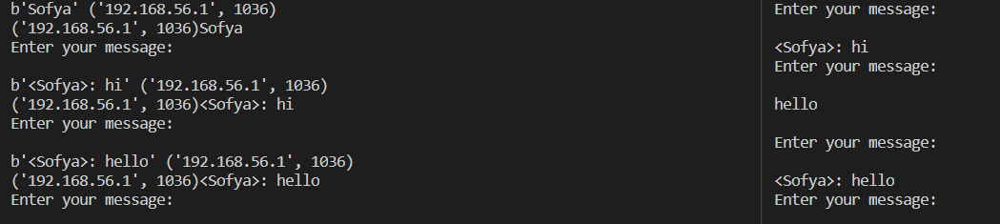 b'Sofya' ('192.168.56.1', 1036)
('192.168.56.1', 1036)Sofya
Enter your message:
b'<Sofya>: hi' ('192.168.56.1', 1036)
('192.168.56.1', 1036)<Sofya>: hi
Enter your message:
b'<Sofya>: hello' ('192.168.56.1', 1036)
('192.168.56.1', 1036)<Sofya>: hello
Enter your message:
Enter your message:
<Sofya>: hi
Enter your message:
hello
Enter your message:
<Sofya>: hello
Enter your message: